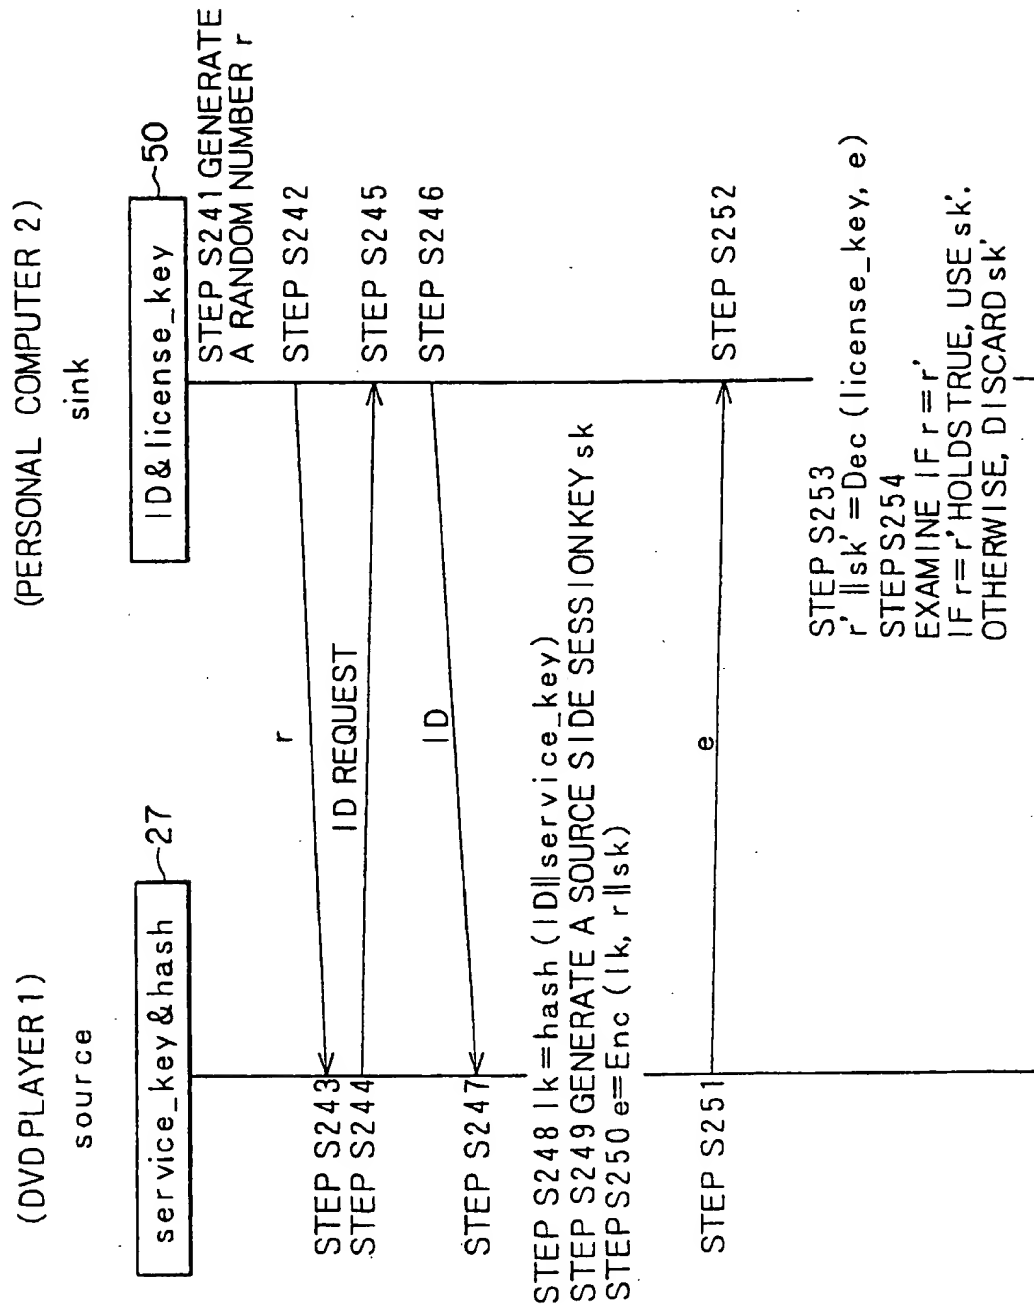 (DVD PLAYER 1)
source
service_key&hash
27
(PERSONAL COMPUTER 2)
sink
ID&license_key
50
STEP S241 GENERATE
A RANDOM NUMBER r
STEP S242
r
STEP S243
STEP S244
ID REQUEST
STEP S245
STEP S246
ID
STEP S247
STEP S248 lk=hash (ID||service_key)
STEP S249 GENERATE A SOURCE SIDE SESSION KEY sk
STEP S250 e=Enc (lk, r||sk)
STEP S251
e
STEP S252
STEP S253
r' ||sk' =Dec (license_key, e)
STEP S254
EXAMINE IF r=r'
IF r=r' HOLDS TRUE, USE sk'.
OTHERWISE, DISCARD sk'